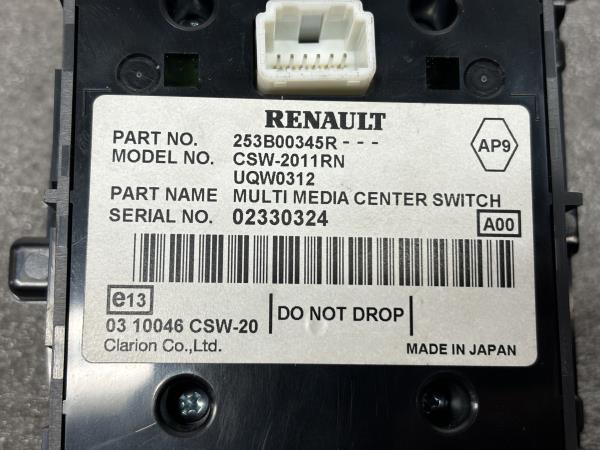 RENAULT
PART NO. 253B00345R - - -
AP9
MODEL NO. CSW-2011RN
UQW0312
PART NAME MULTI MEDIA CENTER SWITCH
SERIAL NO. 02330324
A00
e13
DO NOT DROP
03 10046 CSW-20
Clarion Co.,Ltd.
MADE IN JAPAN